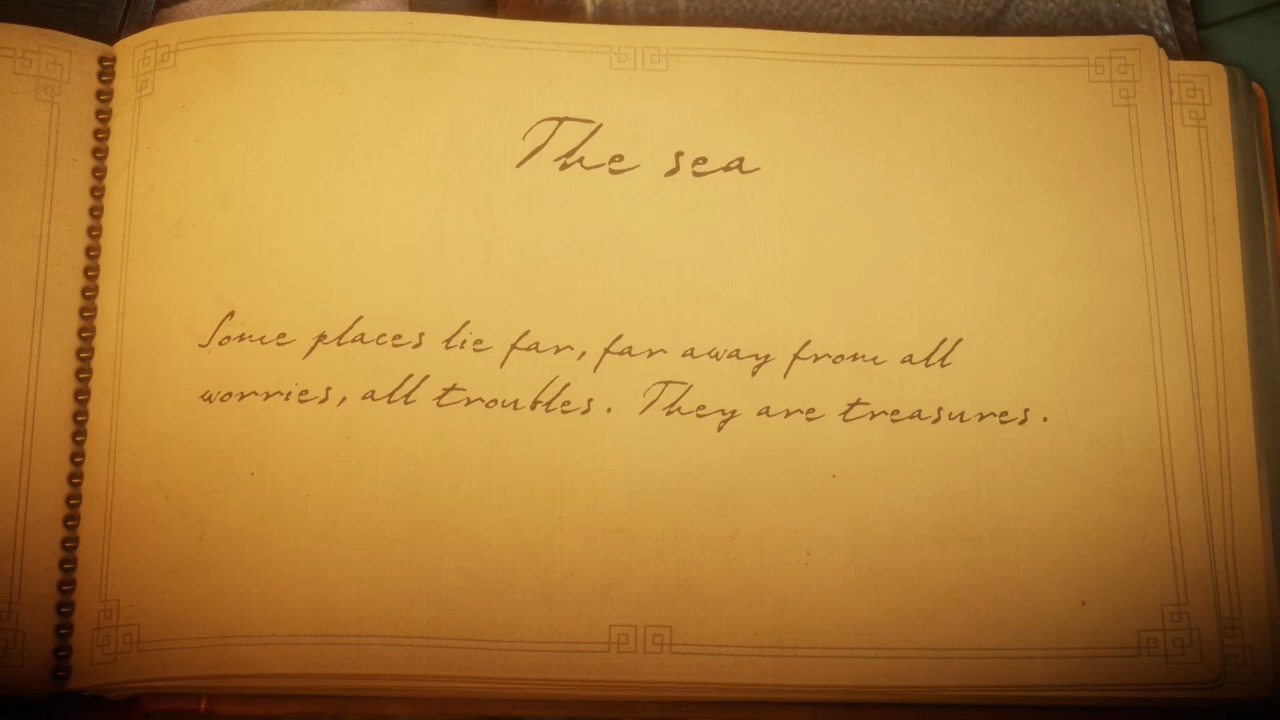 The sea
Some places lie far, far away from all
worries, all troubles. They are treasures.